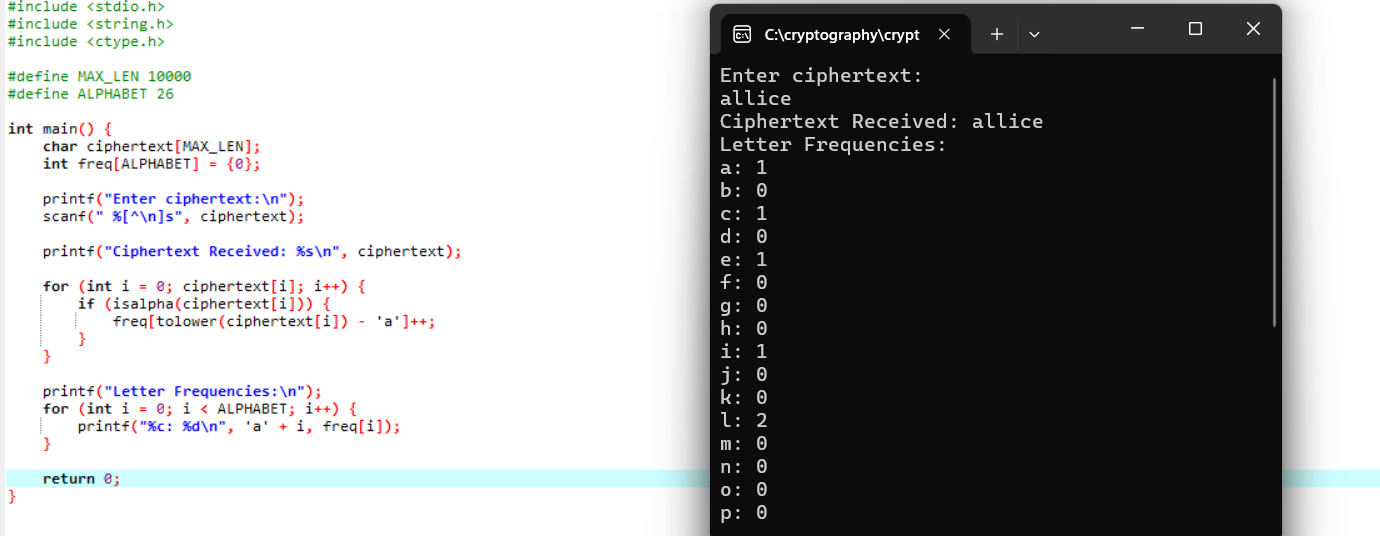 #include <stdio.h>
#include <string.h>
#include <ctype.h>
#define MAX_LEN 10000
#define ALPHABET 26
int main() {
    char ciphertext[MAX_LEN];
    int freq[ALPHABET] = {0};
    printf("Enter ciphertext:\n");
    scanf(" %[^\n]s", ciphertext);
    printf("Ciphertext Received: %s\n", ciphertext);
    for (int i = 0; ciphertext[i]; i++) {
        if (isalpha(ciphertext[i])) {
            freq[tolower(ciphertext[i]) - 'a']++;
        }
    }
    printf("Letter Frequencies:\n");
    for (int i = 0; i < ALPHABET; i++) {
        printf("%c: %d\n", 'a' + i, freq[i]);
    }
    return 0;
}
C:\cryptography\crypt
Enter ciphertext:
allice
Ciphertext Received: allice
Letter Frequencies:
a: 1
b: 0
c: 1
d: 0
e: 1
f: 0
g: 0
h: 0
i: 1
j: 0
k: 0
l: 2
m: 0
n: 0
o: 0
p: 0